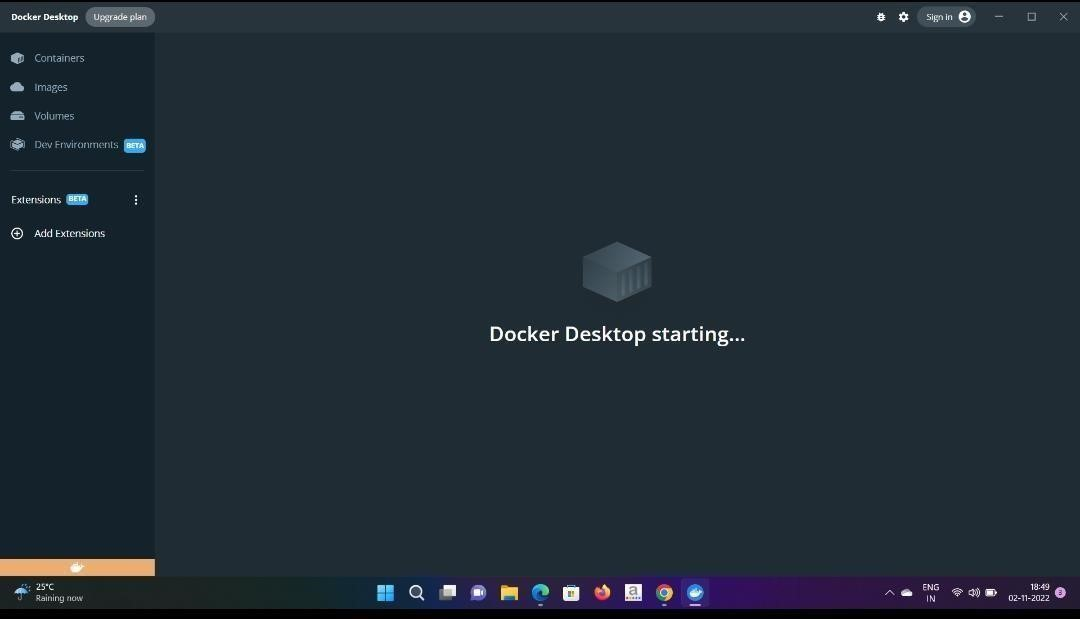 Docker Desktop Upgrade plan Sign in
Containers
Images
Volumes
Dev Environments BETA
Extensions BETA
Add Extensions
Docker Desktop starting...
25°C
Raining now
ENG
IN
18:49
02-11-2022
3